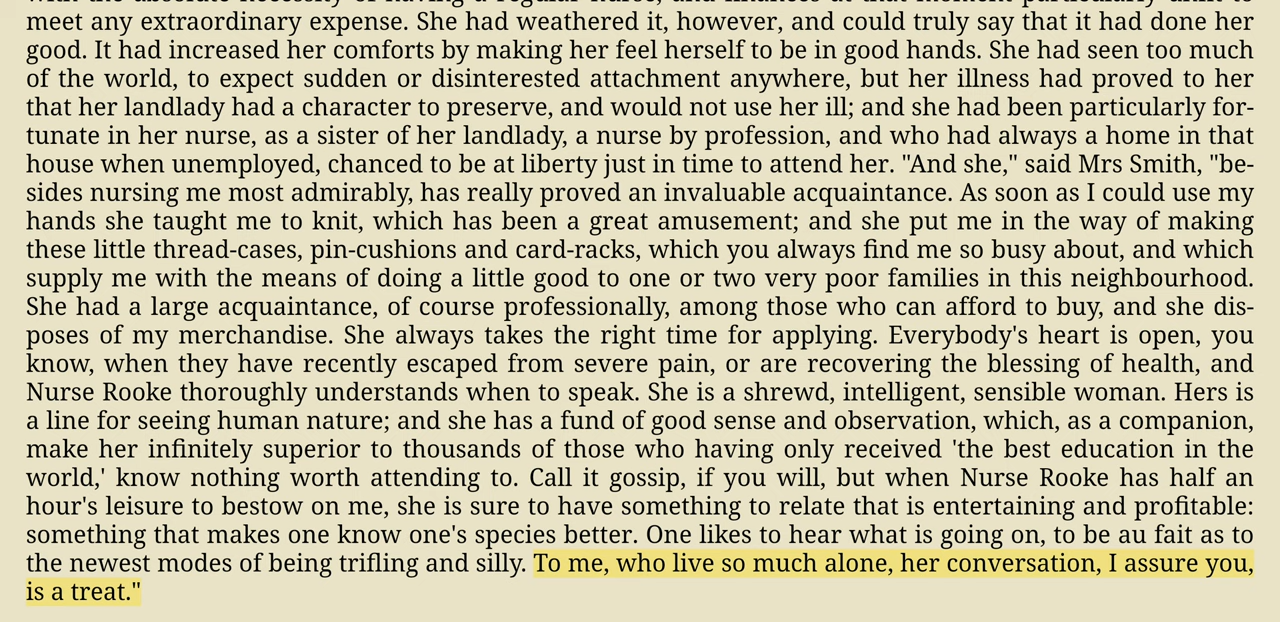 meet any extraordinary expense. She had weathered it, however, and could truly say that it had done her
good. It had increased her comforts by making her feel herself to be in good hands. She had seen too much
of the world, to expect sudden or disinterested attachment anywhere, but her illness had proved to her
that her landlady had a character to preserve, and would not use her ill; and she had been particularly for-
tunate in her nurse, as a sister of her landlady, a nurse by profession, and who had always a home in that
house when unemployed, chanced to be at liberty just in time to attend her. "And she," said Mrs Smith, "be-
sides nursing me most admirably, has really proved an invaluable acquaintance. As soon as I could use my
hands she taught me to knit, which has been a great amusement; and she put me in the way of making
these little thread-cases, pin-cushions and card-racks, which you always find me so busy about, and which
supply me with the means of doing a little good to one or two very poor families in this neighbourhood.
She had a large acquaintance, of course professionally, among those who can afford to buy, and she dis-
poses of my merchandise. She always takes the right time for applying. Everybody's heart is open, you
know, when they have recently escaped from severe pain, or are recovering the blessing of health, and
Nurse Rooke thoroughly understands when to speak. She is a shrewd, intelligent, sensible woman. Hers is
a line for seeing human nature; and she has a fund of good sense and observation, which, as a companion,
make her infinitely superior to thousands of those who having only received 'the best education in the
world,' know nothing worth attending to. Call it gossip, if you will, but when Nurse Rooke has half an
hour's leisure to bestow on me, she is sure to have something to relate that is entertaining and profitable:
something that makes one know one's species better. One likes to hear what is going on, to be au fait as to
the newest modes of being trifling and silly. To me, who live so much alone, her conversation, I assure you,
is a treat."